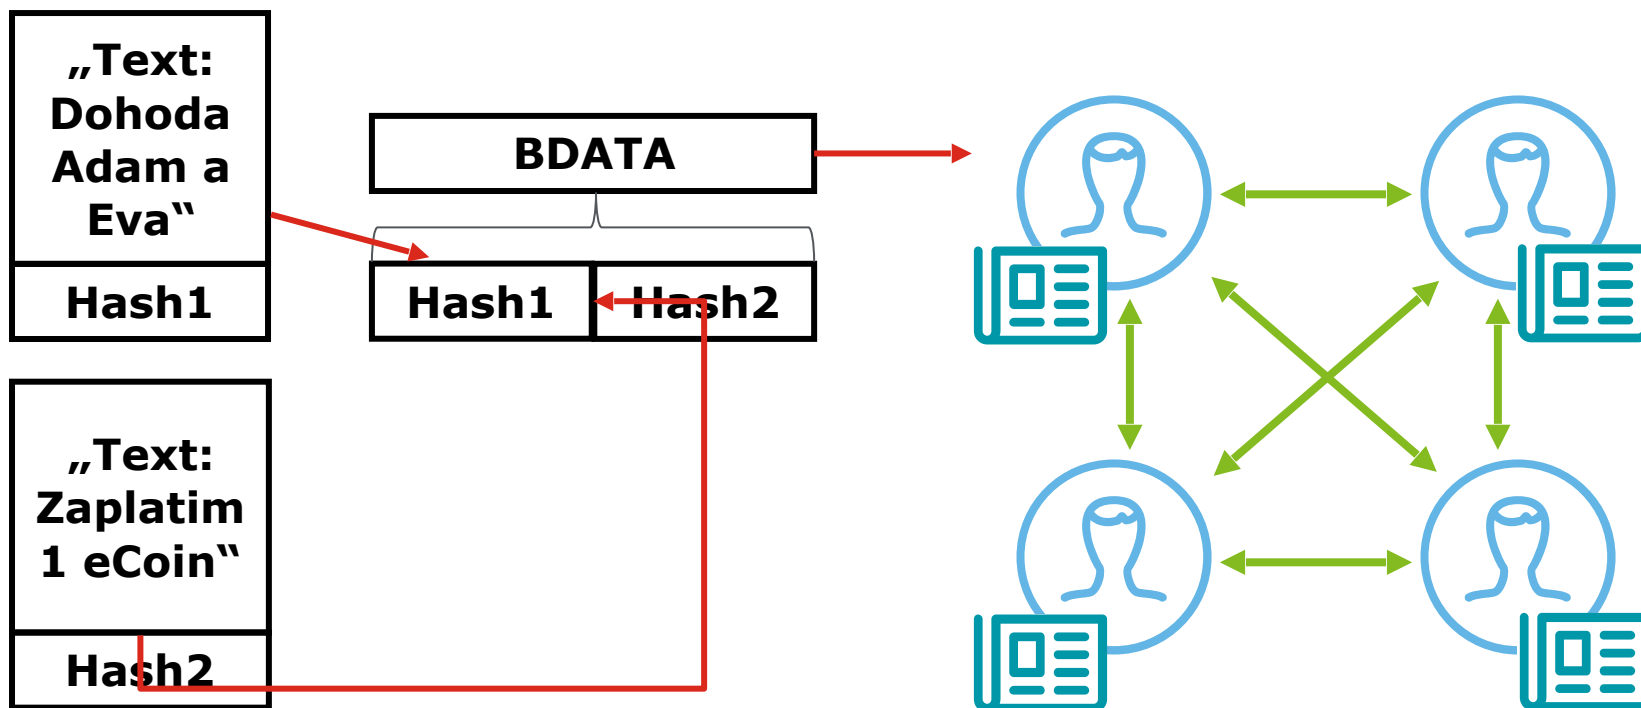 „Text:
Dohoda
Adam a
Eva“
Hash1
BDATA
Hash1
Hash2
„Text:
Zaplatim
1 eCoin“
Hash2